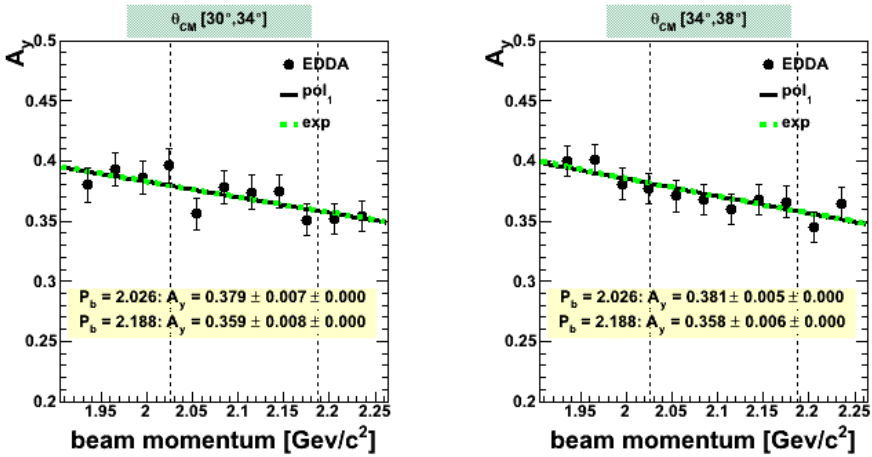 θCM [30°,34°]
Ay
0.5
0.45
0.4
0.35
0.3
0.25
0.2
EDDA
pol1
exp
Pb = 2.026: Ay = 0.379 ± 0.007 ± 0.000
Pb = 2.188: Ay = 0.359 ± 0.008 ± 0.000
1.95 2 2.05 2.1 2.15 2.2 2.25
beam momentum [Gev/c²]
θCM [34°,38°]
Ay
0.5
0.45
0.4
0.35
0.3
0.25
0.2
EDDA
pol1
exp
Pb = 2.026: Ay = 0.381 ± 0.005 ± 0.000
Pb = 2.188: Ay = 0.358 ± 0.006 ± 0.000
1.95 2 2.05 2.1 2.15 2.2 2.25
beam momentum [Gev/c²]